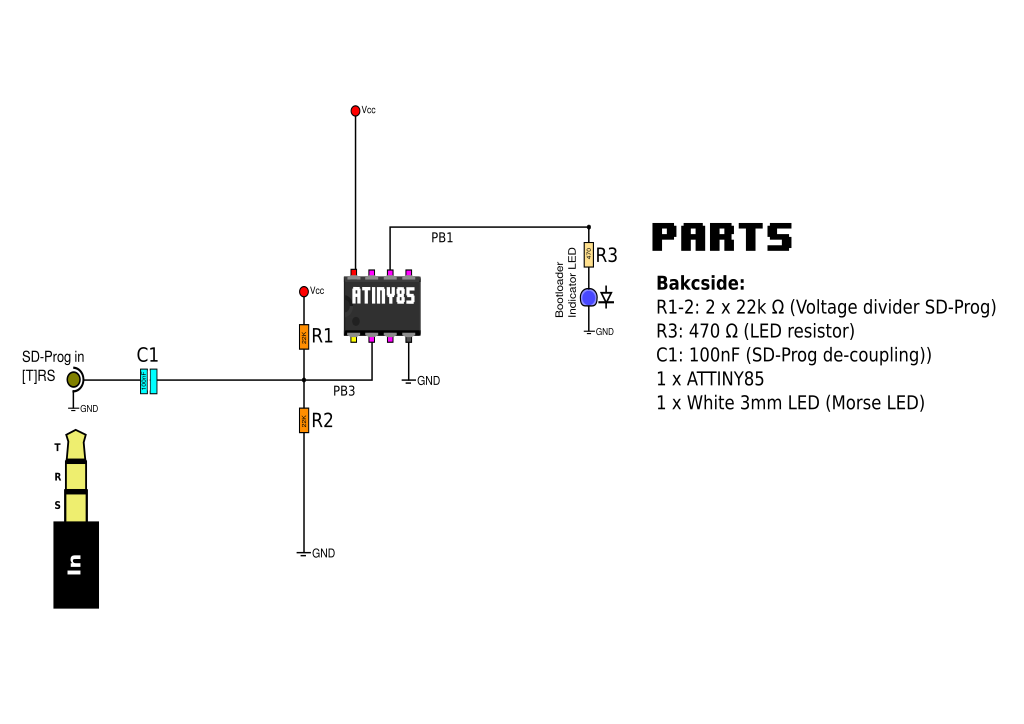 Vcc
PB1
PARTS
R3
470
Bootloader
Indicator LED
GND
ATINY85
Vcc
R1
22K
Bakcside:
R1-2: 2 x 22k Ω (Voltage divider SD-Prog)
R3: 470 Ω (LED resistor)
C1: 100nF (SD-Prog de-coupling))
1 x ATTINY85
1 x White 3mm LED (Morse LED)
SD-Prog in
[T]RS
C1
100nF
GND
PB3
GND
R2
22K
T
R
S
In
GND